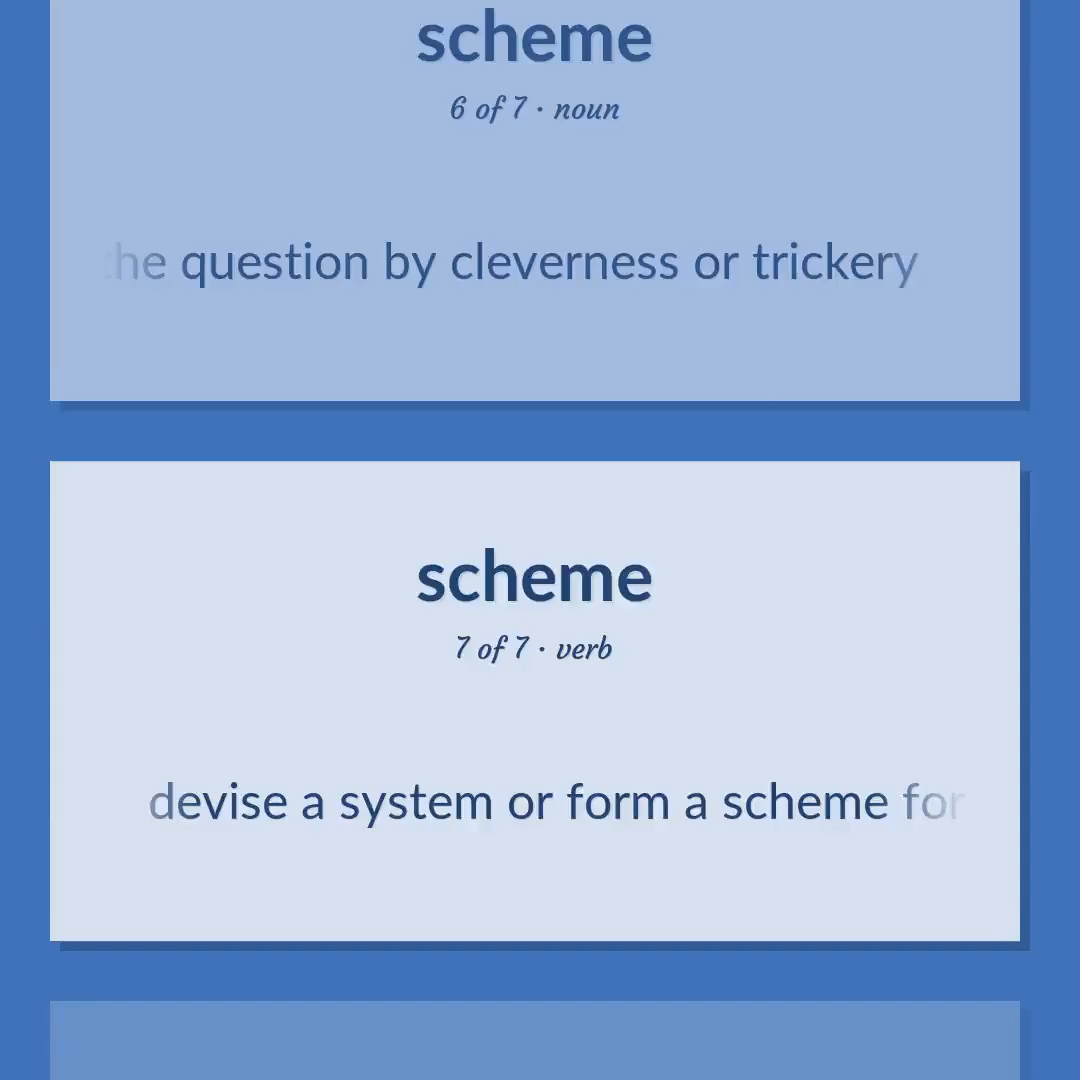 scheme
6 of 7 · noun
he question by cleverness or trickery
scheme
7 of 7 · verb
devise a system or form a scheme for